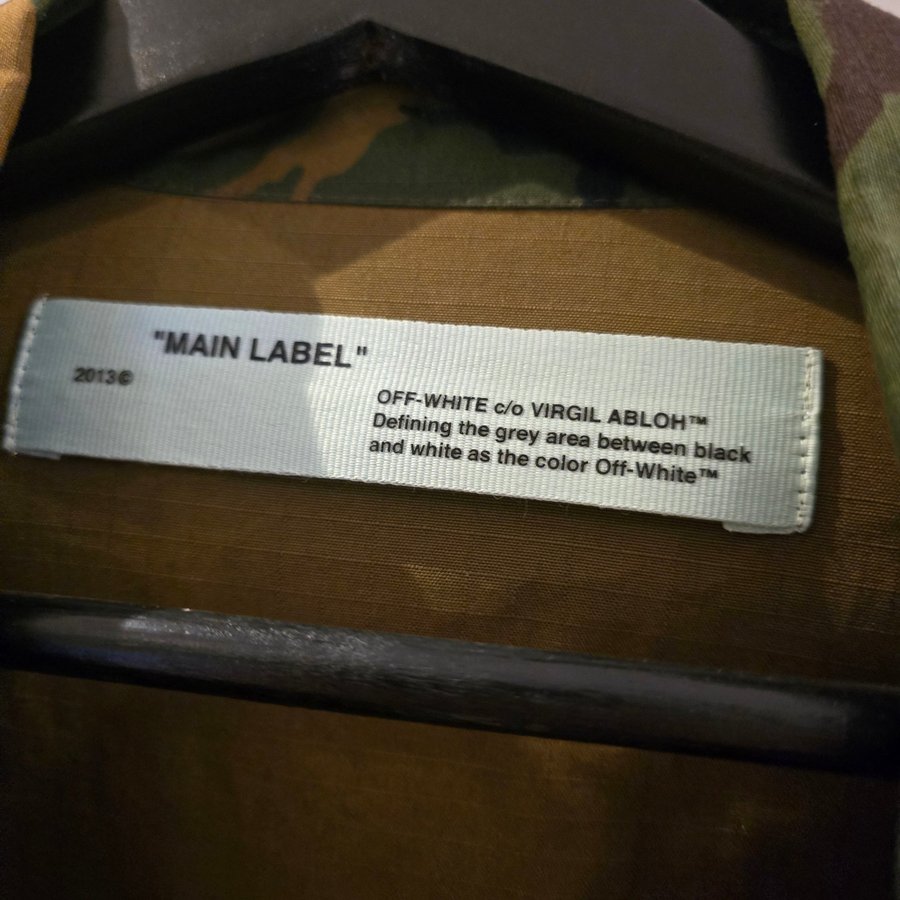 "MAIN LABEL"
2013©
OFF-WHITE c/o VIRGIL ABLOH™
Defining the grey area between black
and white as the color Off-White™